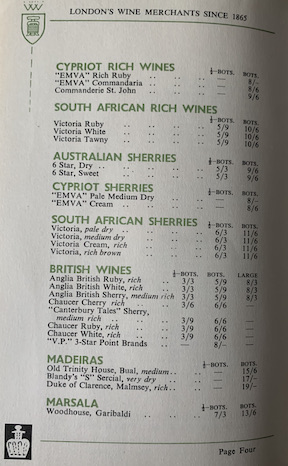 LONDON'S WINE MERCHANTS SINCE 1865
CYPRIOT RICH WINES ½-BOTS. BOTS.
"EMVA" Rich Ruby .. .. .. — 8/-
"EMVA" Commandaria .. .. .. — 8/6
Commanderie St. John .. .. .. — 9/6
SOUTH AFRICAN RICH WINES
½-BOTS. BOTS.
Victoria Ruby .. .. .. .. 5/9 10/6
Victoria White .. .. .. .. 5/9 10/6
Victoria Tawny .. .. .. .. 5/9 10/6
AUSTRALIAN SHERRIES ½-BOTS. BOTS.
6 Star, Dry .. .. .. .. 5/3 9/6
6 Star, Sweet .. .. .. .. 5/3 9/6
CYPRIOT SHERRIES ½-BOTS. BOTS.
"EMVA" Pale Medium Dry .. .. — 8/-
"EMVA" Cream .. .. .. — 8/6
SOUTH AFRICAN SHERRIES ½-BOTS. BOTS.
Victoria, pale dry .. .. .. 6/3 11/6
Victoria, medium dry .. .. .. 6/3 11/6
Victoria Cream, rich .. .. .. 6/3 11/6
Victoria, rich brown .. .. .. 6/3 11/6
BRITISH WINES ½-BOTS. BOTS. LARGE
Anglia British Ruby, rich .. 3/3 5/9 8/3
Anglia British White, rich .. 3/3 5/9 8/3
Anglia British Sherry, medium rich 3/3 5/9 8/3
Chaucer Cherry rich .. .. 3/6 6/6 —
"Canterbury Tales" Sherry,
medium rich .. .. .. 3/9 6/6 —
Chaucer Ruby, rich .. .. 3/9 6/6 —
Chaucer White, rich .. .. 3/9 6/6 —
"V.P." 3-Star Point Brands .. — 8/- —
MADEIRAS ½-BOTS. BOTS.
Old Trinity House, Bual, medium .. .. — 15/6
Blandy's "S" Sercial, very dry .. .. — 17/-
Duke of Clarence, Malmsey, rich .. .. — 19/-
MARSALA ½-BOTS. BOTS.
Woodhouse, Garibaldi .. .. .. 7/3 13/6
Page Four